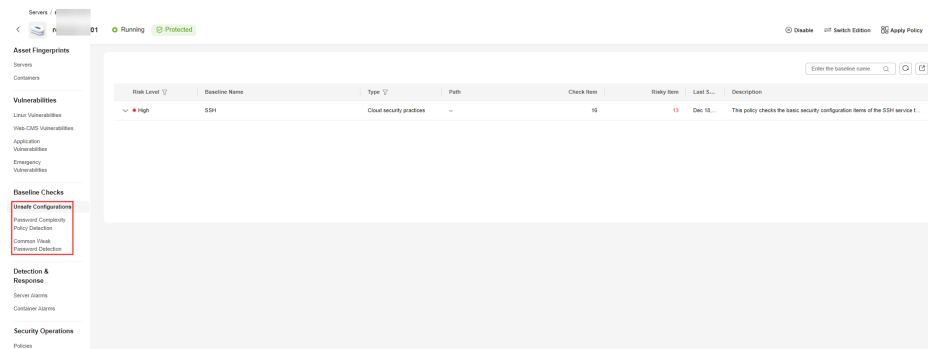 Servers /
01 Running Protected Disable Switch Edition Apply Policy
Asset Fingerprints
Servers
Containers
Enter the baseline name.
Vulnerabilities
Risk Level Baseline Name Type Path Check Item Risky Item Last S... Description
High SSH Cloud security practices -- 16 13 Dec 18,... This policy checks the basic security configuration items of the SSH service t...
Linux Vulnerabilities
Web-CMS Vulnerabilities
Application
Vulnerabilities
Emergency
Vulnerabilities
Baseline Checks
Unsafe Configurations
Password Complexity
Policy Detection
Common Weak
Password Detection
Detection &
Response
Server Alarms
Container Alarms
Security Operations
Policies